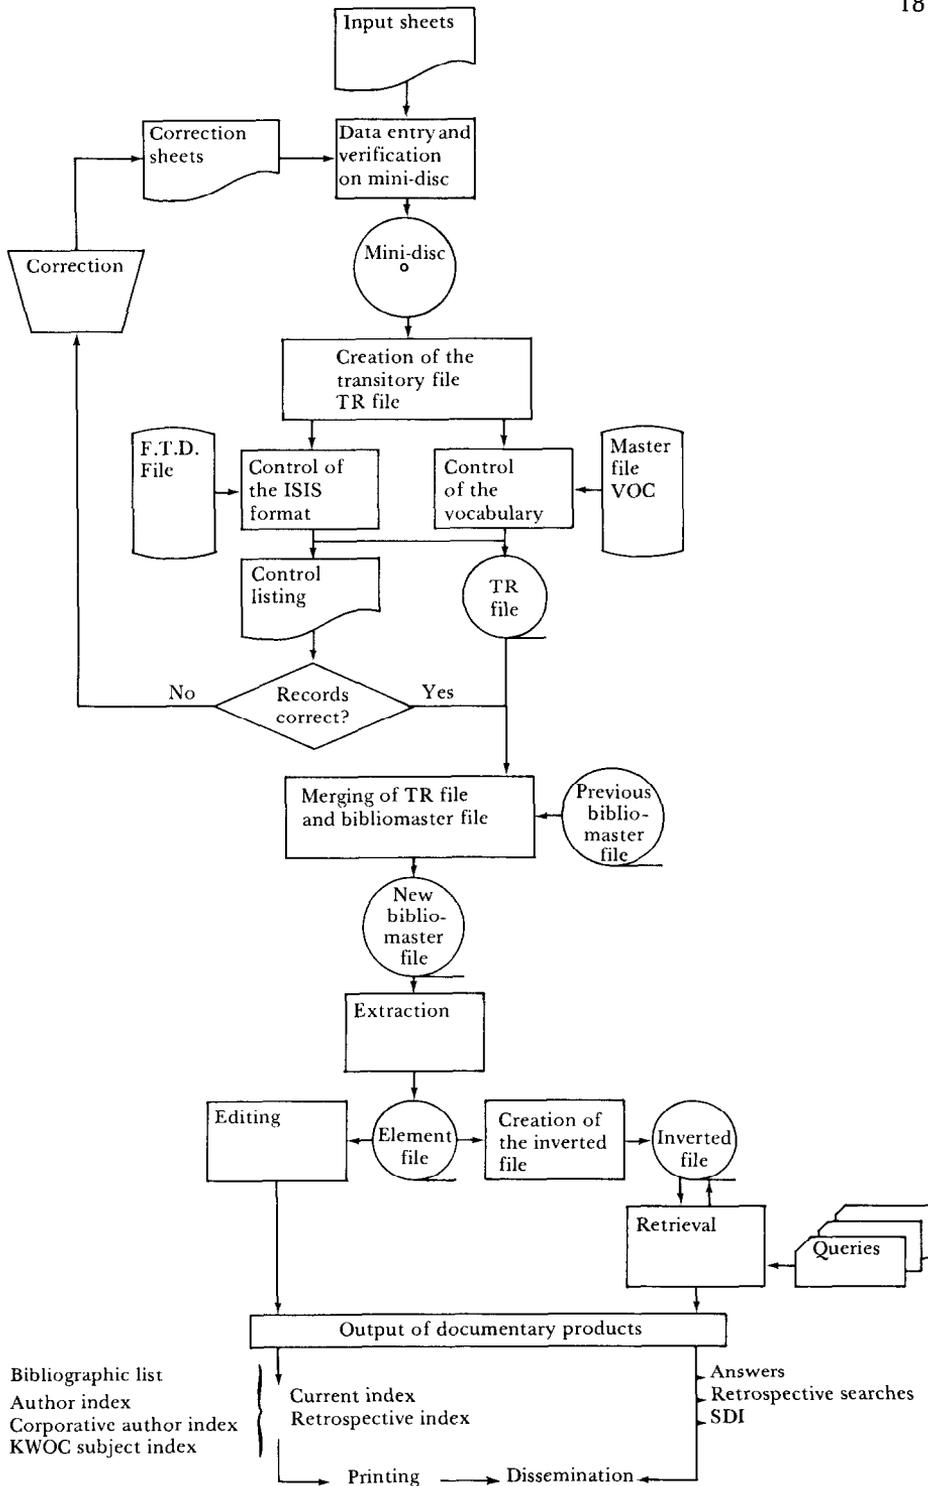 18
Input sheets
Correction
sheets
Data entry and
verification
on mini-disc
Correction
Mini-disc
Creation of the
transitory file
TR file
F.T.D.
File
Control of
the ISIS
format
Control
of the
vocabulary
Master
file
VOC
Control
listing
TR
file
No
Records
correct?
Yes
Merging of TR file
and bibliomaster file
Previous
biblio-
master
file
New
biblio-
master
file
Extraction
Editing
Element
file
Creation of
the inverted
file
Inverted
file
Retrieval
Queries
Output of documentary products
Bibliographic list
Author index
Corporative author index
KWOC subject index
Current index
Retrospective index
Answers
Retrospective searches
SDI
Printing
Dissemination